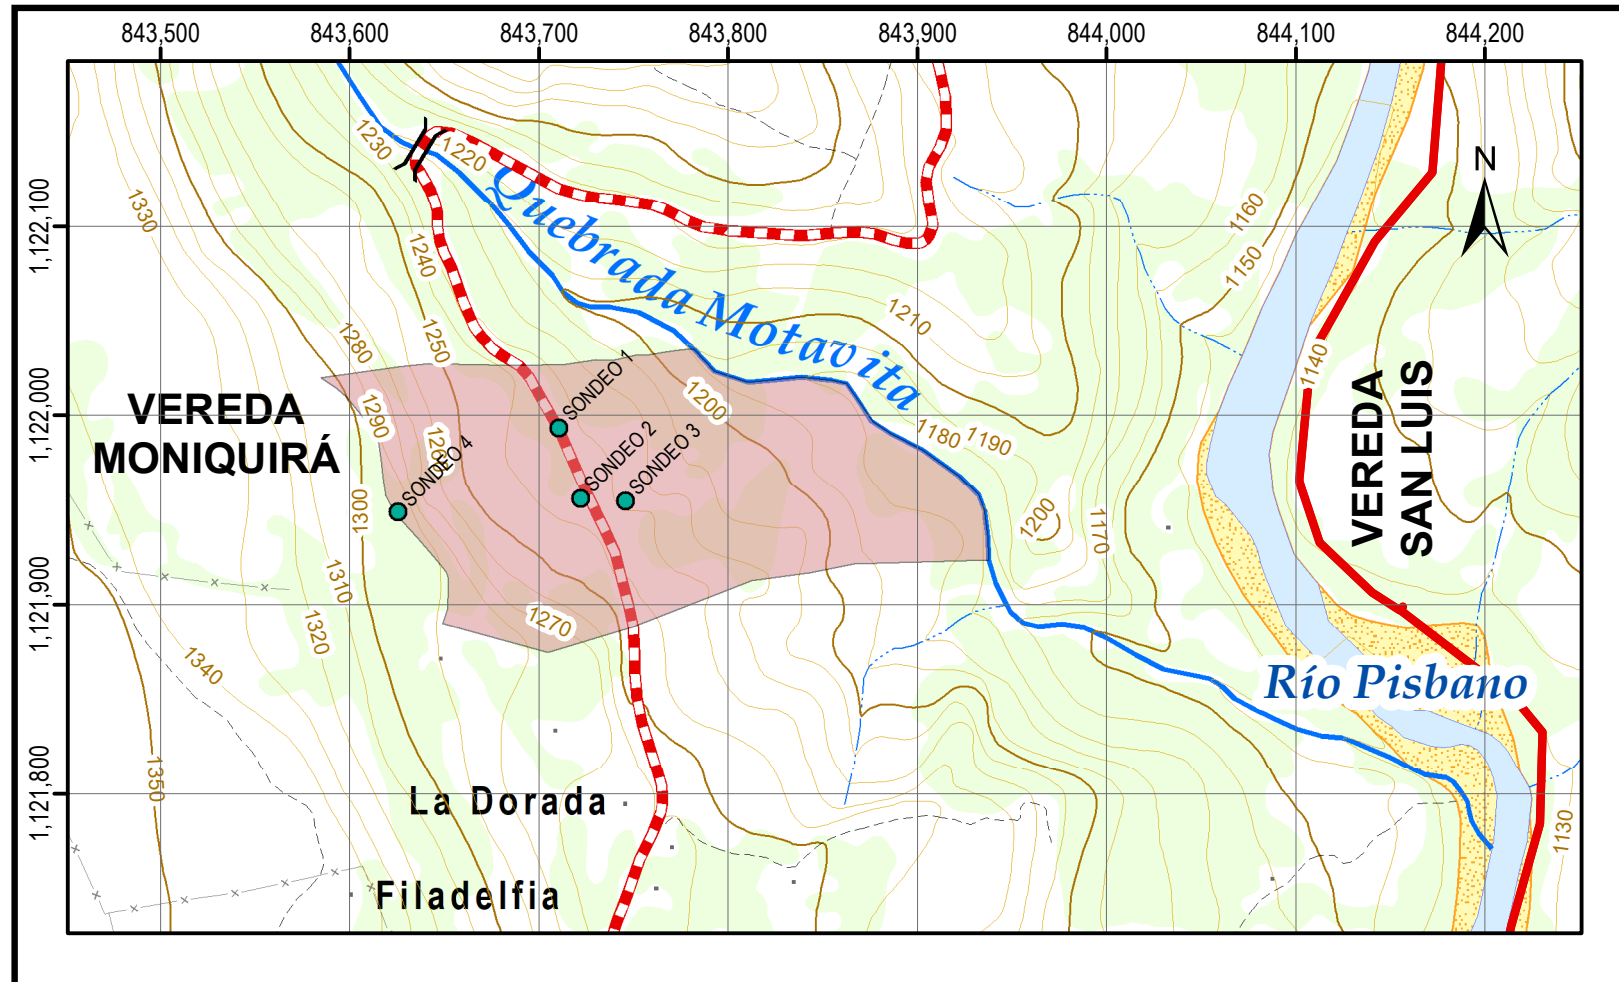 843,500
843,600
843,700
843,800
843,900
844,000
844,100
844,200
1,122,100
1,122,000
1,121,900
1,121,800
N
1230
1220
1330
1240
1160
1150
1210
1280
1250
1140
1200
1290
1260
1180
1190
1200
1170
1300
1310
1320
1270
1340
1350
1130
Quebrada Motavita
VEREDA
MONIQUIRÁ
VEREDA
SAN LUIS
SONDEO 1
SONDEO 2
SONDEO 3
SONDEO 4
Río Pisbano
La Dorada
Filadelfia